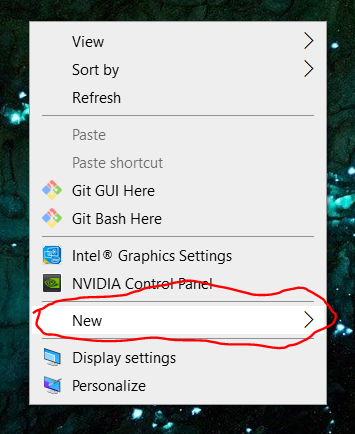 View
Sort by
Refresh
Paste
Paste shortcut
Git GUI Here
Git Bash Here
Intel® Graphics Settings
NVIDIA Control Panel
New
Display settings
Personalize